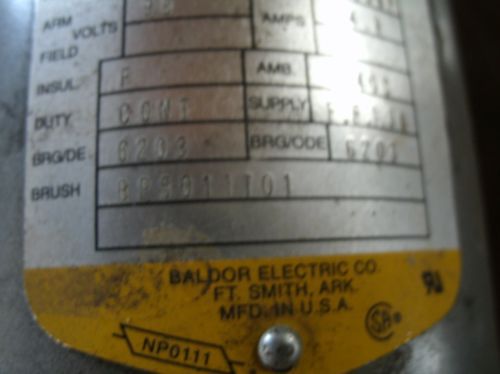 ARM
VOLTS AMPS
FIELD
INSUL F AMB. 40C
DUTY CONT SUPPLY
BRG/DE 6203 BRG/ODE 6203
BRUSH
BALDOR ELECTRIC CO.
FT. SMITH, ARK.
MFD. IN U.S.A.
NP0111